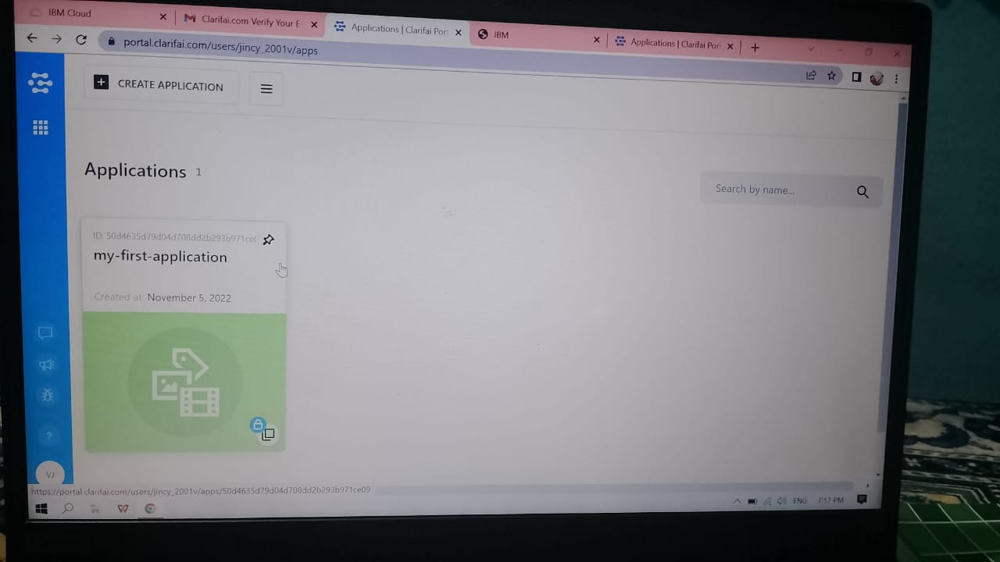 IBM Cloud
Clarifai.com Verify Your E-
Applications | Clarifai Port
IBM
Applications | Clarifai Port
portal.clarifai.com/users/jincy_2001v/apps
CREATE APPLICATION
Applications 1
Search by name...
ID: 50d4635d79d04d708dd2b293b971ce0
my-first-application
Created at: November 5, 2022
?
VJ
https://portal.clarifai.com/users/jincy_2001v/apps/50d4635d79d04d708dd2b293b971ce09
W
ENG
7:17 PM